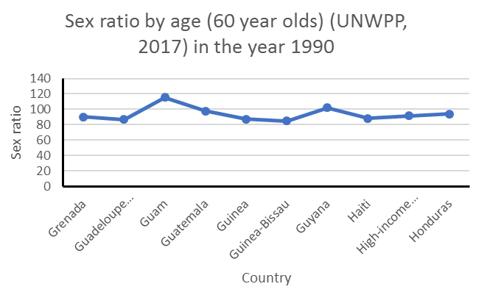 Sex ratio by age (60 year olds) (UNWPP,
2017) in the year 1990
140
120
100
80
60
40
20
0
Sex ratio
Grenada
Guadeloupe…
Guam
Guatemala
Guinea
Guinea-Bissau
Guyana
Haiti
High-income…
Honduras
Country